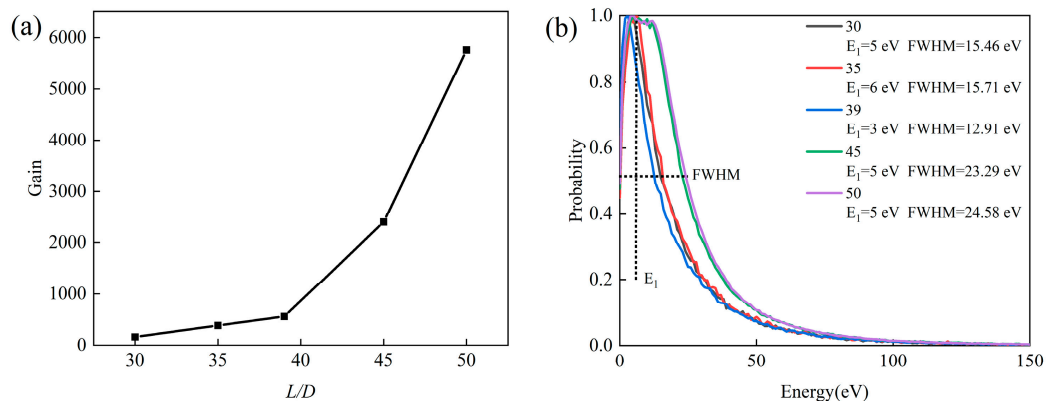 (a)
6000
5000
4000
3000
2000
1000
0
Gain
30 35 40 45 50
L/D
(b)
1.0
0.8
0.6
0.4
0.2
0.0
Probability
30
E₁=5 eV FWHM=15.46 eV
35
E₁=6 eV FWHM=15.71 eV
39
E₁=3 eV FWHM=12.91 eV
45
E₁=5 eV FWHM=23.29 eV
50
E₁=5 eV FWHM=24.58 eV
FWHM
E₁
0 50 100 150
Energy(eV)